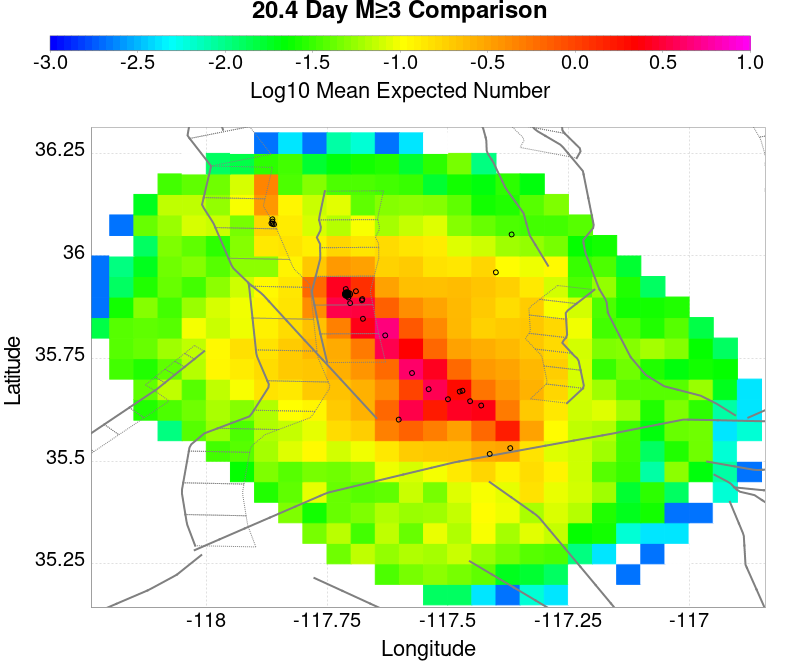 20.4 Day M≥3 Comparison
-3.0 -2.5 -2.0 -1.5 -1.0 -0.5 0.0 0.5 1.0
Log10 Mean Expected Number
36.25
36
35.75
35.5
35.25
Latitude
-118 -117.75 -117.5 -117.25 -117
Longitude